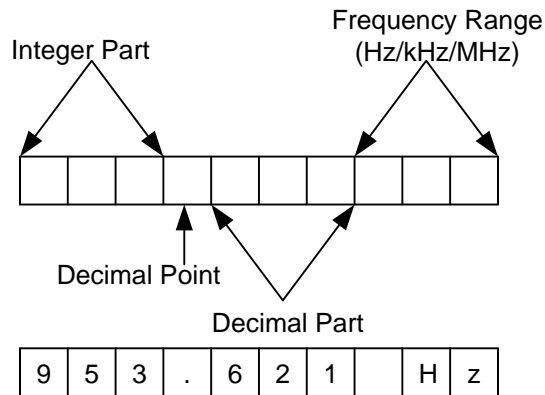 Frequency Range
Integer Part
(Hz/kHz/MHz)
Decimal Point
Decimal Part
9 5 3 . 6 2 1 H z